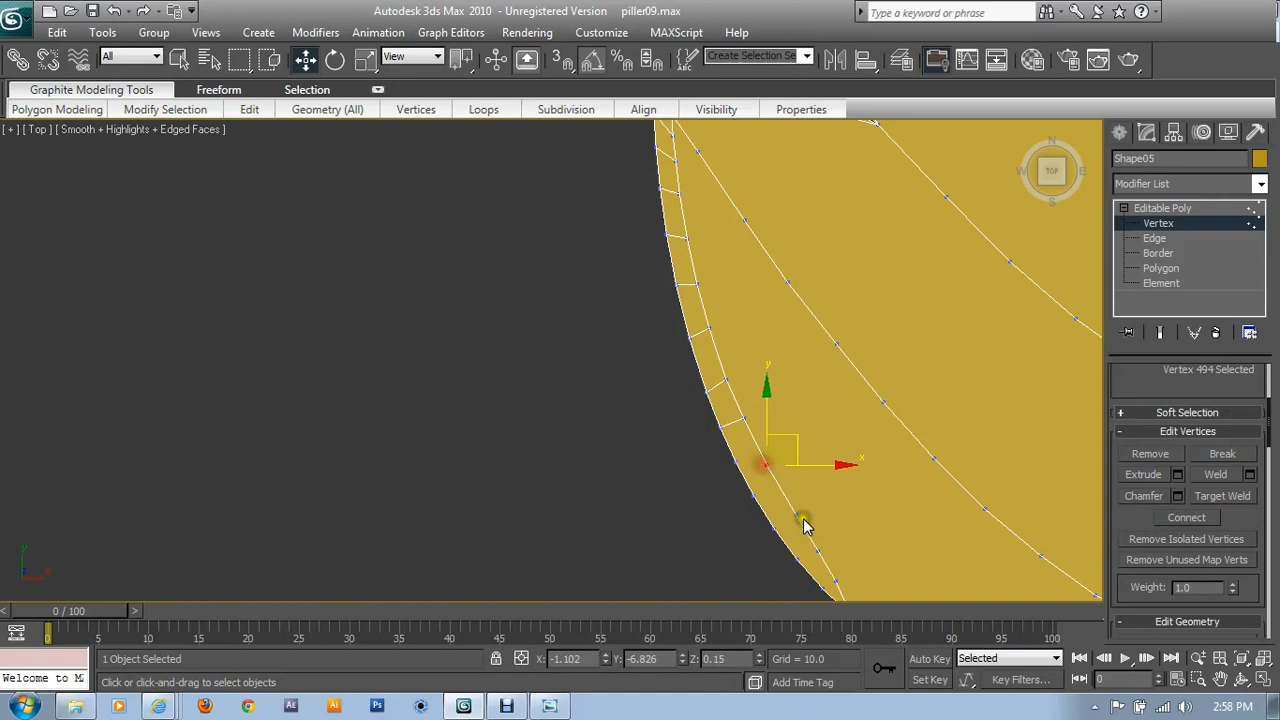 Autodesk 3ds Max 2010 - Unregistered Version piller09.max
Type a keyword or phrase
Edit Tools Group Views Create Modifiers Animation Graph Editors Rendering Customize MAXScript Help
All View Create Selection Se
Graphite Modeling Tools Freeform Selection
Polygon Modeling Modify Selection Edit Geometry (All) Vertices Loops Subdivision Align Visibility Properties
[ + ] [ Top ] [ Smooth + Highlights + Edged Faces ]
N
W TOP E
S
Shape05
Modifier List
Editable Poly
Vertex
Edge
Border
Polygon
Element
Vertex 494 Selected
+ Soft Selection
- Edit Vertices
Remove Break
Extrude Weld
Chamfer Target Weld
Connect
Remove Isolated Vertices
Remove Unused Map Verts
Weight: 1.0
- Edit Geometry
y
x
y
x
< 0 / 100 >
0 5 10 15 20 25 30 35 40 45 50 55 60 65 70 75 80 85 90 95 100
1 Object Selected X: -1.102 Y: -6.826 Z: 0.15 Grid = 10.0 Auto Key Selected
Welcome to M Click or click-and-drag to select objects Add Time Tag Set Key Key Filters... 0
Ae Ai Ps 2:58 PM